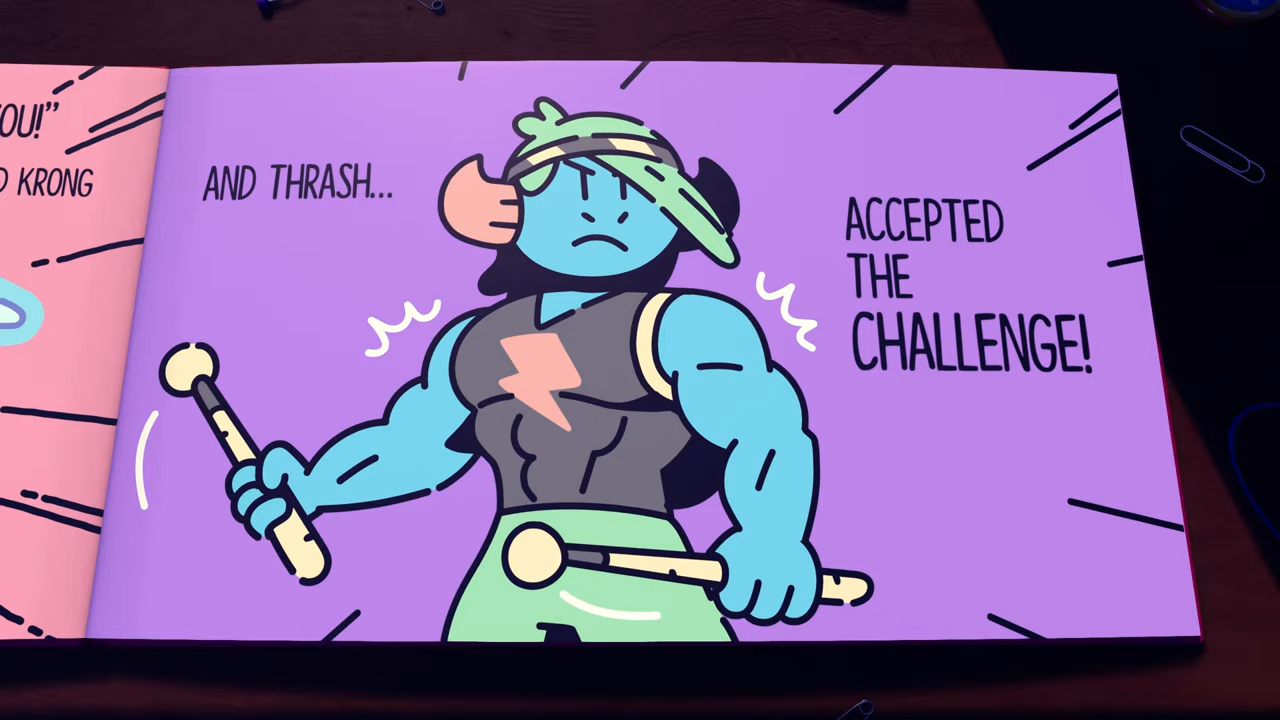 OU!”
KRONG
AND THRASH...
ACCEPTED
THE
CHALLENGE!